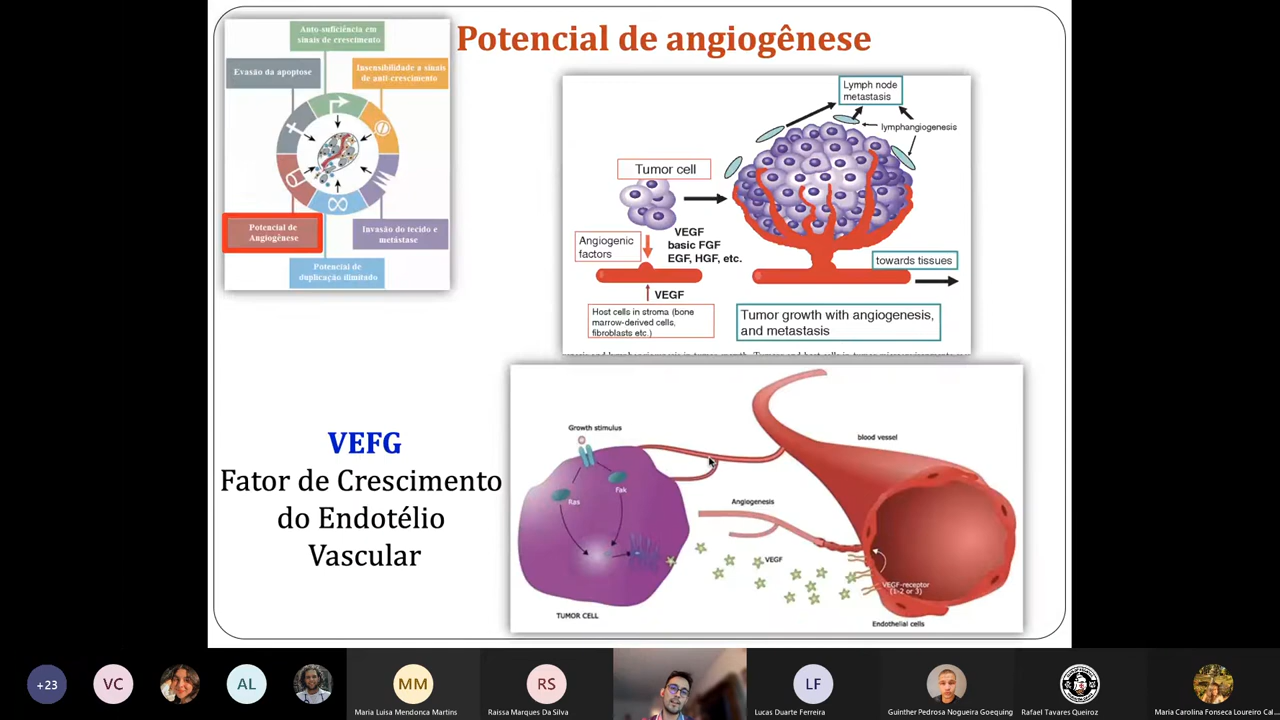 Potencial de angiogênese
Auto-suficiência em
sinais de crescimento
Evasão da apoptose
Insensibilidade a sinais
de anti-crescimento
Potencial de
Angiogênese
Invasão do tecido e
metástase
Potencial de
duplicação ilimitado
Lymph node
metastasis
lymphangiogenesis
Tumor cell
VEGF
basic FGF
EGF, HGF, etc.
Angiogenic
factors
towards tissues
VEGF
Host cells in stroma (bone
marrow-derived cells,
fibroblasts etc.)
Tumor growth with angiogenesis,
and metastasis
VEFG
Fator de Crescimento
do Endotélio
Vascular
Growth stimulus
Ras
Fak
blood vessel
Angiogenesis
VEGF
VEGF-receptor
(1-2 or 3)
TUMOR CELL
Endothelial cells
+23
VC
AL
MM
Maria Luisa Mendonca Martins
RS
Raissa Marques Da Silva
LF
Lucas Duarte Ferreira
Guinther Pedrosa Nogueira Goequing
Rafael Tavares Queiroz
Maria Carolina Fonseca Loureiro Cal...